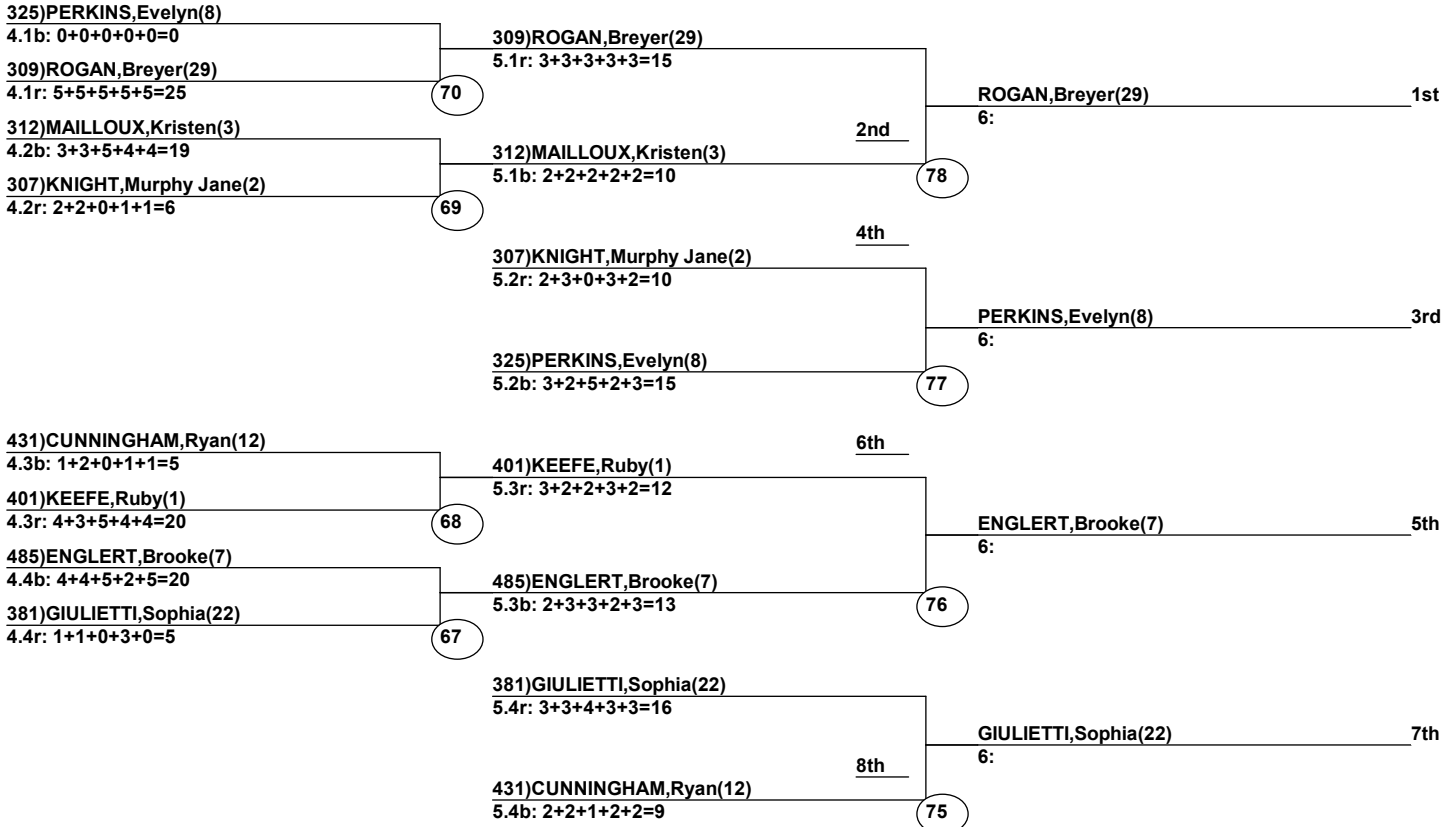 325)PERKINS,Evelyn(8)
4.1b: 0+0+0+0+0=0
309)ROGAN,Breyer(29)
4.1r: 5+5+5+5+5=25
70
312)MAILLOUX,Kristen(3)
4.2b: 3+3+5+4+4=19
307)KNIGHT,Murphy Jane(2)
4.2r: 2+2+0+1+1=6
69
309)ROGAN,Breyer(29)
5.1r: 3+3+3+3+3=15
2nd
312)MAILLOUX,Kristen(3)
5.1b: 2+2+2+2+2=10
78
ROGAN,Breyer(29) 1st
6:
4th
307)KNIGHT,Murphy Jane(2)
5.2r: 2+3+0+3+2=10
325)PERKINS,Evelyn(8)
5.2b: 3+2+5+2+3=15
77
PERKINS,Evelyn(8) 3rd
6:
431)CUNNINGHAM,Ryan(12)
4.3b: 1+2+0+1+1=5
401)KEEFE,Ruby(1)
4.3r: 4+3+5+4+4=20
68
485)ENGLERT,Brooke(7)
4.4b: 4+4+5+2+5=20
381)GIULIETTI,Sophia(22)
4.4r: 1+1+0+3+0=5
67
6th
401)KEEFE,Ruby(1)
5.3r: 3+2+2+3+2=12
485)ENGLERT,Brooke(7)
5.3b: 2+3+3+2+3=13
76
ENGLERT,Brooke(7) 5th
6:
381)GIULIETTI,Sophia(22)
5.4r: 3+3+4+3+3=16
8th
431)CUNNINGHAM,Ryan(12)
5.4b: 2+2+1+2+2=9
75
GIULIETTI,Sophia(22) 7th
6: